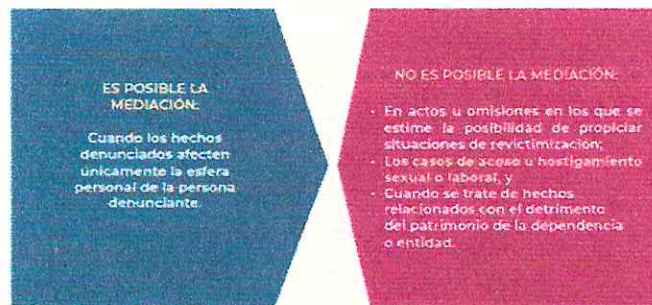 ES POSIBLE LA
MEDIACIÓN:
Cuando los hechos
denunciados afecten
únicamente la esfera
personal de la persona
denunciante.
NO ES POSIBLE LA MEDIACIÓN:
- En actos u omisiones en los que se
estime la posibilidad de propiciar
situaciones de revictimización;
- Los casos de acoso u hostigamiento
sexual o laboral, y
- Cuando se trate de hechos
relacionados con el detrimento
del patrimonio de la dependencia
o entidad.